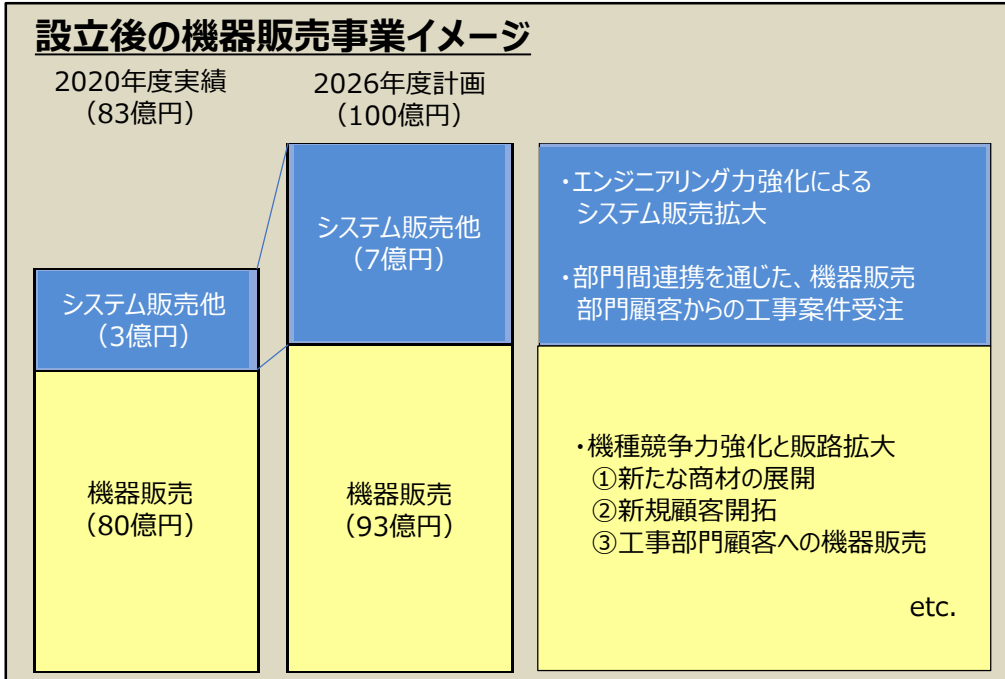 設立後の機器販売事業イメージ
2020年度実績
（83億円）
2026年度計画
（100億円）
システム販売他
（3億円）
機器販売
（80億円）
システム販売他
（7億円）
機器販売
（93億円）
・エンジニアリング力強化による
システム販売拡大
・部門間連携を通じた、機器販売
部門顧客からの工事案件受注
・機種競争力強化と販路拡大
①新たな商材の展開
②新規顧客開拓
③工事部門顧客への機器販売
etc.